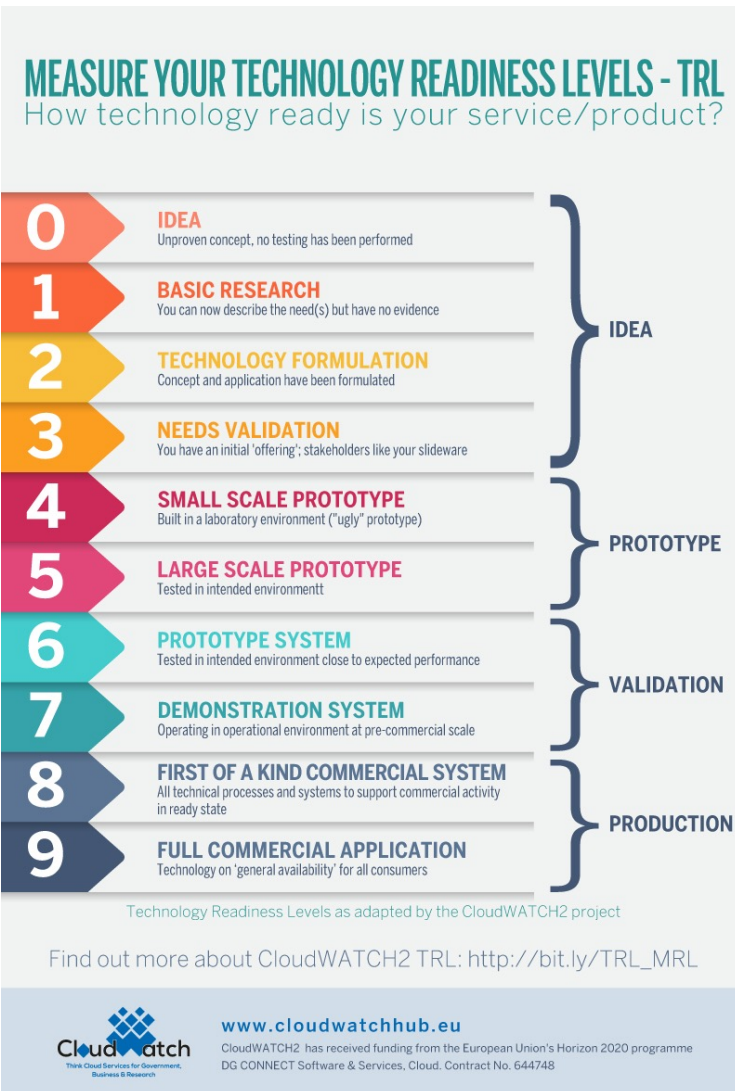 MEASURE YOUR TECHNOLOGY READINESS LEVELS - TRL
How technology ready is your service/product?
0
IDEA
Unproven concept, no testing has been performed
1
BASIC RESEARCH
You can now describe the need(s) but have no evidence
2
TECHNOLOGY FORMULATION
Concept and application have been formulated
3
NEEDS VALIDATION
You have an initial 'offering'; stakeholders like your slideware
IDEA
4
SMALL SCALE PROTOTYPE
Built in a laboratory environment ("ugly" prototype)
5
LARGE SCALE PROTOTYPE
Tested in intended environmentt
PROTOTYPE
6
PROTOTYPE SYSTEM
Tested in intended environment close to expected performance
7
DEMONSTRATION SYSTEM
Operating in operational environment at pre-commercial scale
VALIDATION
8
FIRST OF A KIND COMMERCIAL SYSTEM
All technical processes and systems to support commercial activity
in ready state
9
FULL COMMERCIAL APPLICATION
Technology on 'general availability' for all consumers
PRODUCTION
Technology Readiness Levels as adapted by the CloudWATCH2 project
Find out more about CloudWATCH2 TRL: http://bit.ly/TRL_MRL
CloudWatch
Think Cloud Services for Government,
Business & Research
www.cloudwatchhub.eu
CloudWATCH2 has received funding from the European Union's Horizon 2020 programme
DG CONNECT Software & Services, Cloud. Contract No. 644748